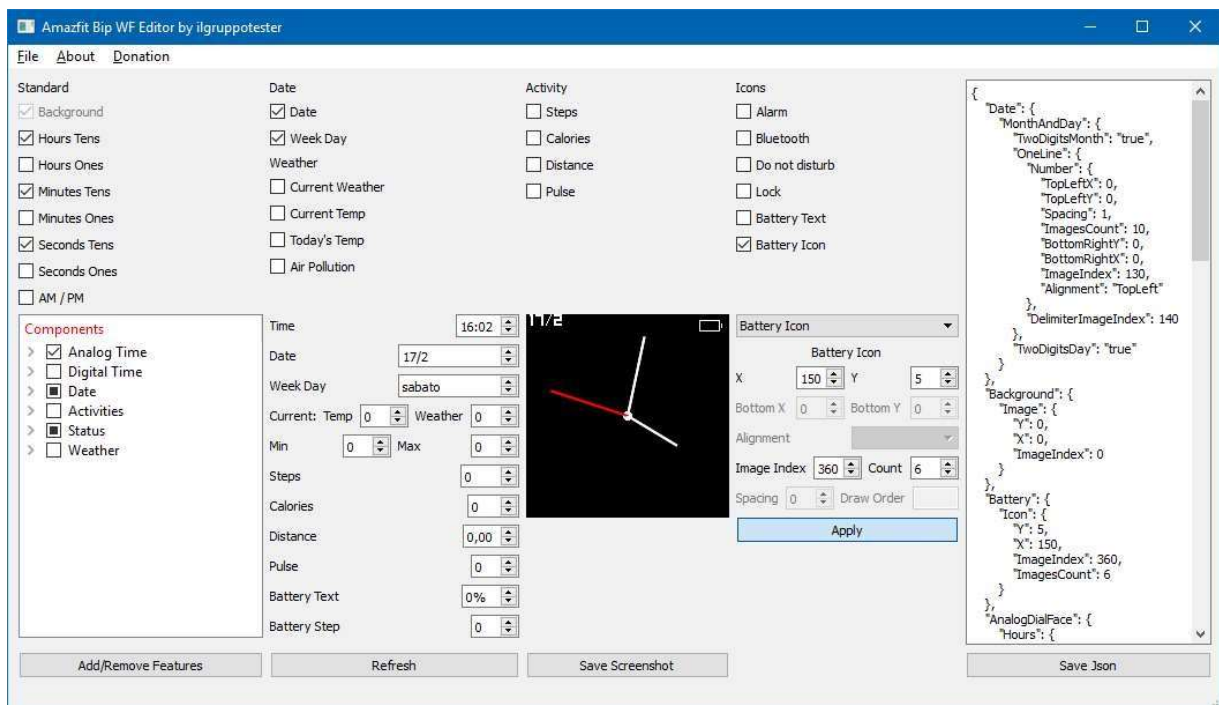 Amazfit Bip WF Editor by ilgruppotester
File About Donation
Standard
Background
Hours Tens
Hours Ones
Minutes Tens
Minutes Ones
Seconds Tens
Seconds Ones
AM / PM
Date
Date
Week Day
Weather
Current Weather
Current Temp
Today's Temp
Air Pollution
Activity
Steps
Calories
Distance
Pulse
Icons
Alarm
Bluetooth
Do not disturb
Lock
Battery Text
Battery Icon
Components
Analog Time
Digital Time
Date
Activities
Status
Weather
Time 16:02
Date 17/2
Week Day sabato
Current: Temp 0 Weather 0
Min 0 Max 0
Steps 0
Calories 0
Distance 0,00
Pulse 0
Battery Text 0%
Battery Step 0
17/2
Battery Icon
Battery Icon
X 150 Y 5
Bottom X 0 Bottom Y 0
Alignment
Image Index 360 Count 6
Spacing 0 Draw Order
Apply
{
"Date": {
"MonthAndDay": {
"TwoDigitsMonth": "true",
"OneLine": {
"Number": {
"TopLeftX": 0,
"TopLeftY": 0,
"Spacing": 1,
"ImagesCount": 10,
"BottomRightY": 0,
"BottomRightX": 0,
"ImageIndex": 130,
"Alignment": "TopLeft"
},
"DelimiterImageIndex": 140
},
"TwoDigitsDay": "true"
}
},
"Background": {
"Image": {
"Y": 0,
"X": 0,
"ImageIndex": 0
}
},
"Battery": {
"Icon": {
"Y": 5,
"X": 150,
"ImageIndex": 360,
"ImagesCount": 6
}
},
"AnalogDialFace": {
"Hours": {
Add/Remove Features
Refresh
Save Screenshot
Save Json